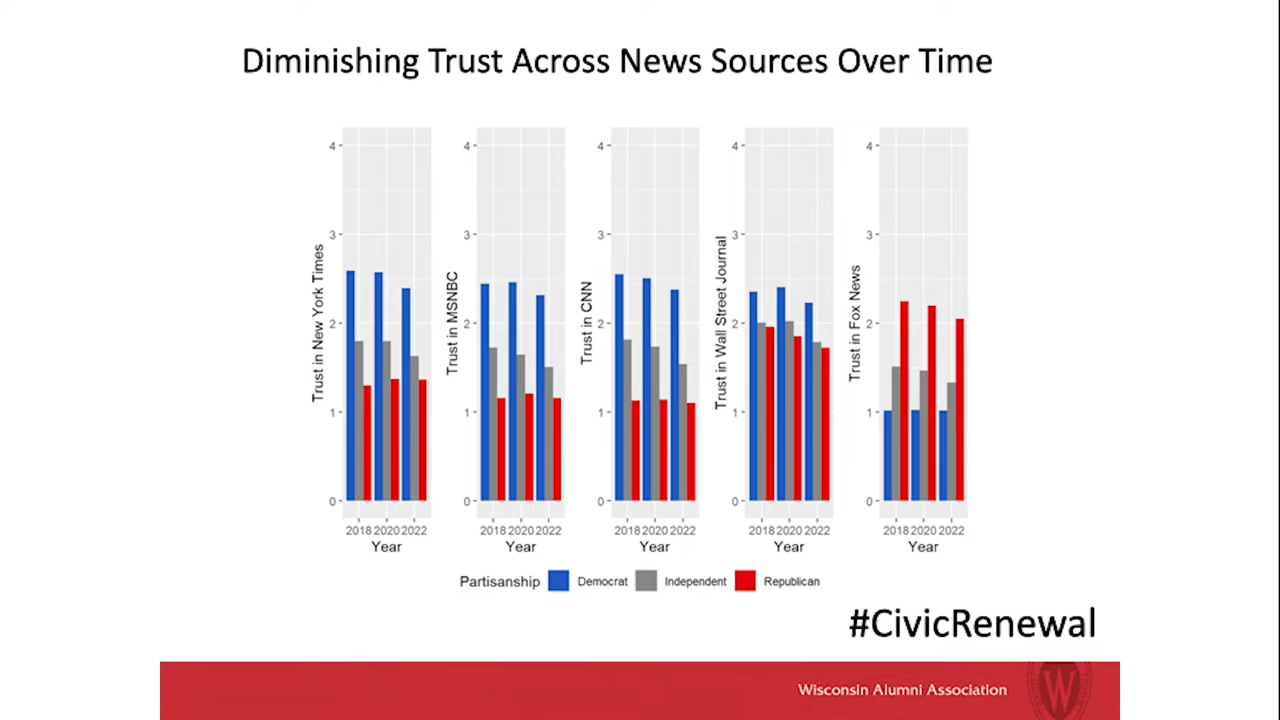 Diminishing Trust Across News Sources Over Time
Trust in New York Times
4
3
2
1
0
2018 2020 2022
Year
Trust in MSNBC
4
3
2
1
0
2018 2020 2022
Year
Trust in CNN
4
3
2
1
0
2018 2020 2022
Year
Trust in Wall Street Journal
4
3
2
1
0
2018 2020 2022
Year
Trust in Fox News
4
3
2
1
0
2018 2020 2022
Year
Partisanship Democrat Independent Republican
#CivicRenewal
Wisconsin Alumni Association
W